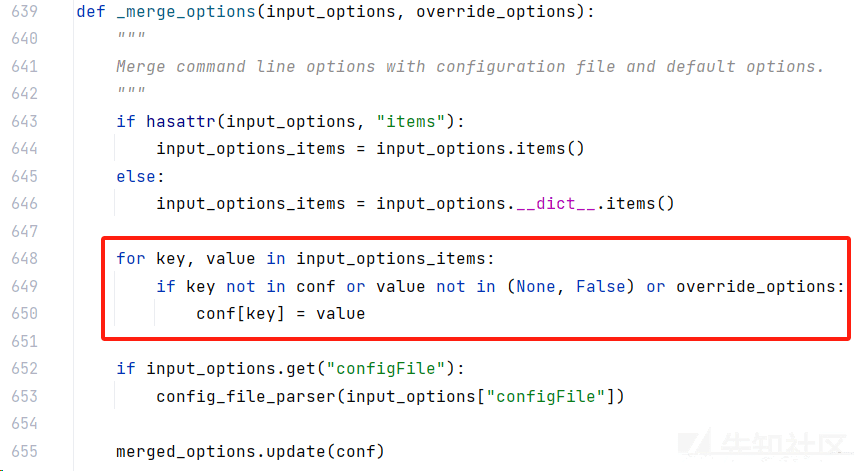 639 def _merge_options(input_options, override_options):
640 """
641 Merge command line options with configuration file and default options.
642 """
643 if hasattr(input_options, "items"):
644 input_options_items = input_options.items()
645 else:
646 input_options_items = input_options.__dict__.items()
647
648 for key, value in input_options_items:
649 if key not in conf or value not in (None, False) or override_options:
650 conf[key] = value
651
652 if input_options.get("configFile"):
653 config_file_parser(input_options["configFile"])
654
655 merged_options.update(conf)
先知社区